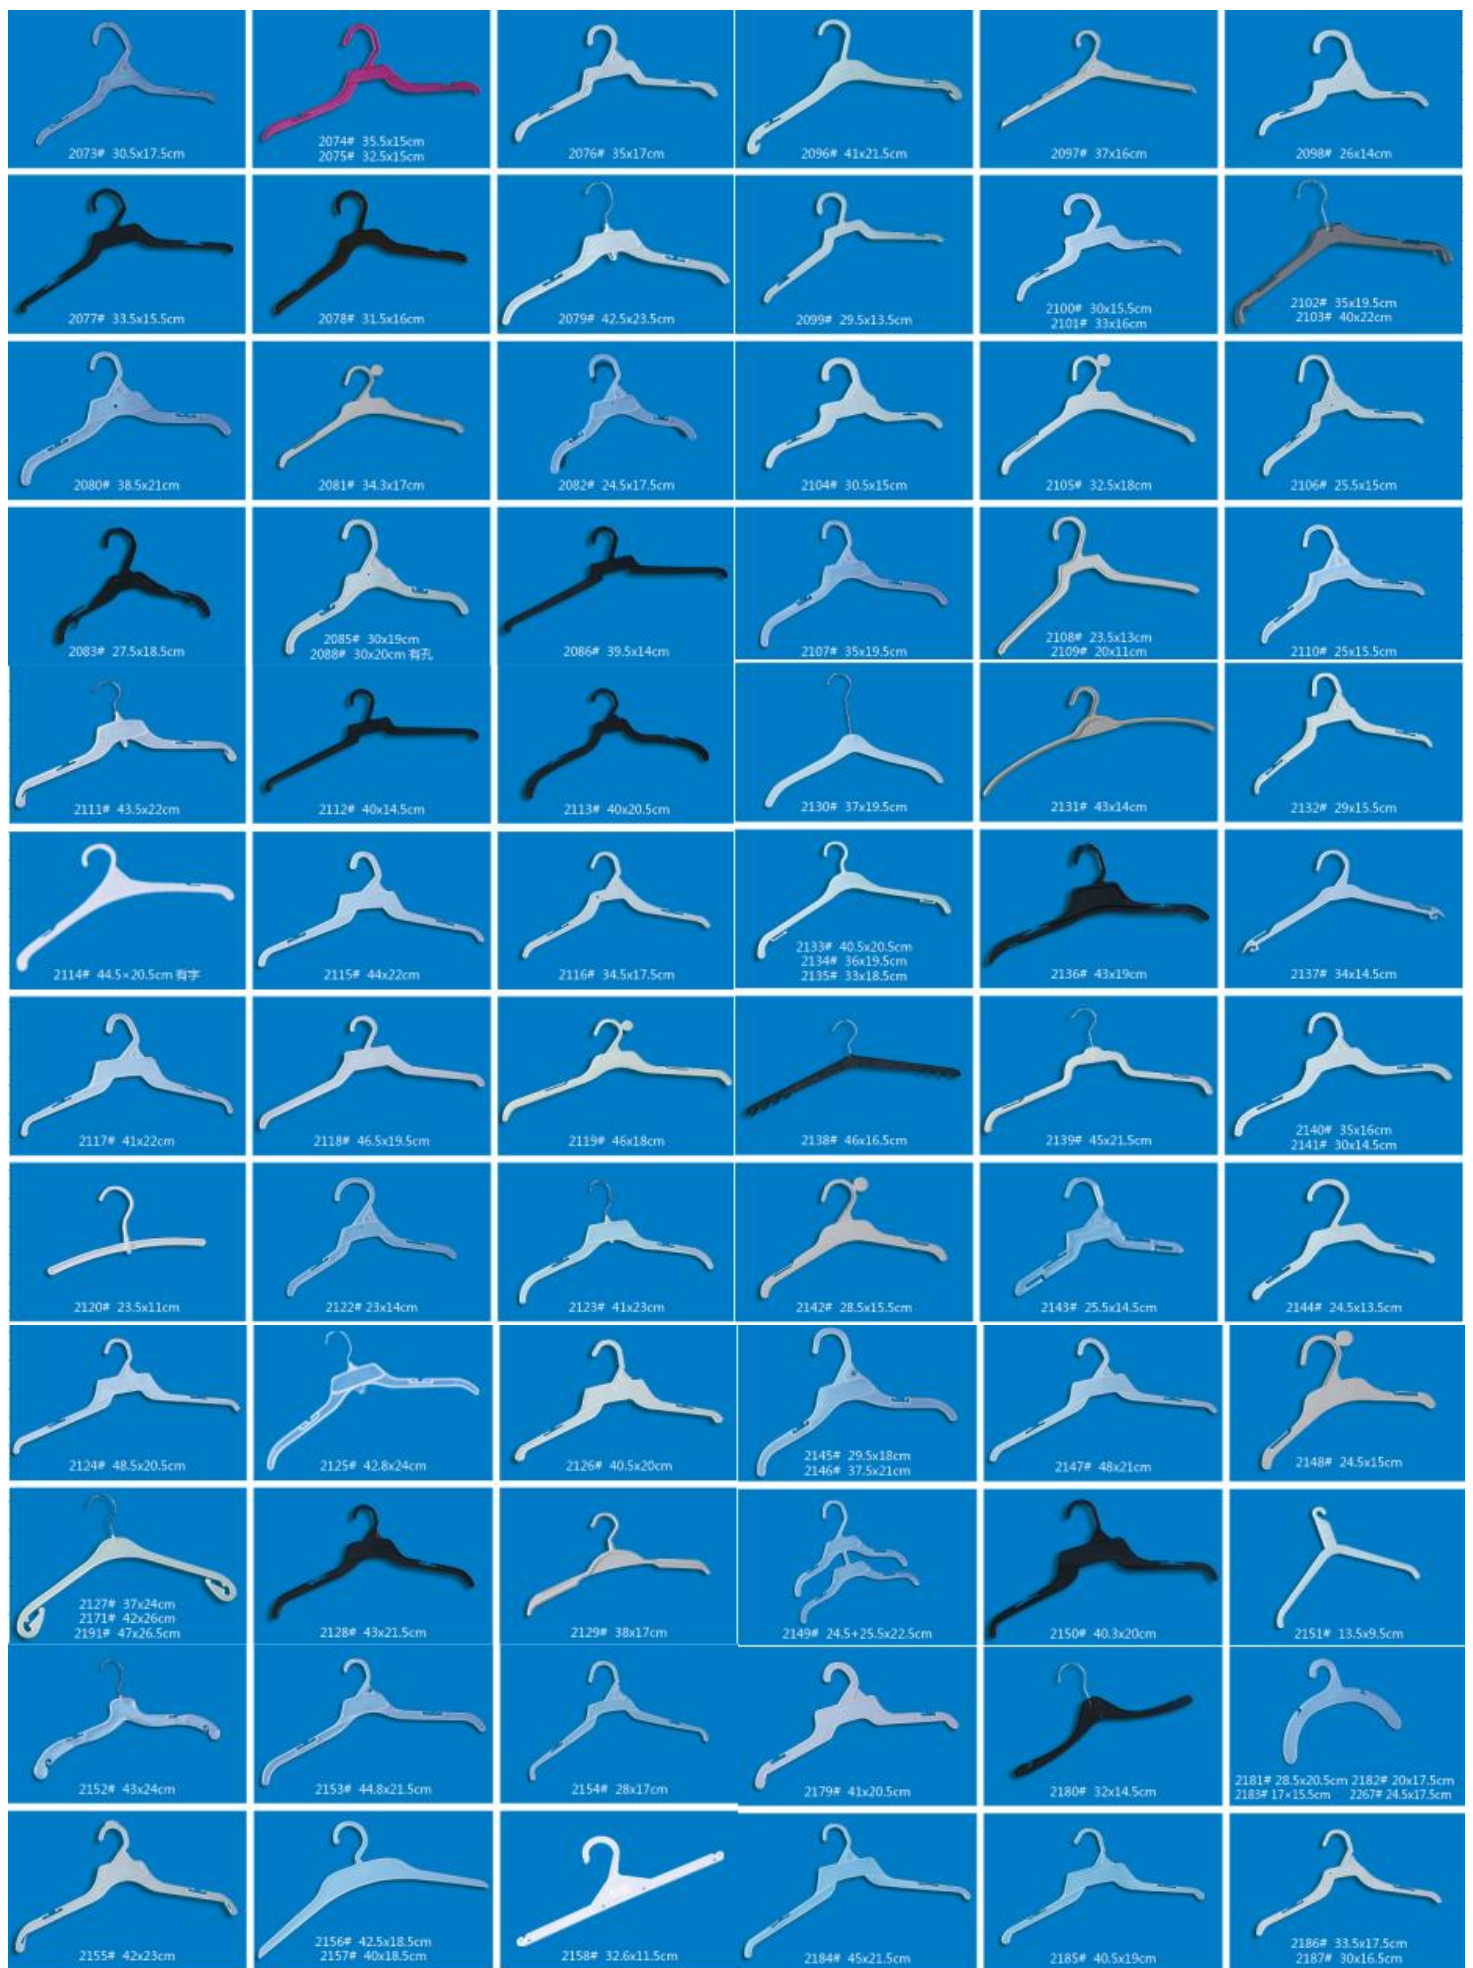 2073# 30.5x17.5cm
2074# 35.5x15cm
2075# 32.5x15cm
2076# 35x17cm
2096# 41x21.5cm
2097# 37x16cm
2098# 26x14cm
2077# 33.5x15.5cm
2078# 31.5x16cm
2079# 42.5x23.5cm
2099# 29.5x13.5cm
2100# 30x15.5cm
2101# 33x16cm
2102# 35x19.5cm
2103# 40x22cm
2080# 38.5x21cm
2081# 34.3x17cm
2082# 24.5x17.5cm
2104# 30.5x15cm
2105# 32.5x18cm
2106# 25.5x15cm
2083# 27.5x18.5cm
2085# 30x19cm
2088# 30x20cm 有孔
2086# 39.5x14cm
2107# 35x19.5cm
2108# 23.5x13cm
2109# 20x11cm
2110# 25x15.5cm
2111# 43.5x22cm
2112# 40x14.5cm
2113# 40x20.5cm
2130# 37x19.5cm
2131# 43x14cm
2132# 29x15.5cm
2114# 44.5×20.5cm 有字
2115# 44x22cm
2116# 34.5x17.5cm
2133# 40.5x20.5cm
2134# 36x19.5cm
2135# 33x18.5cm
2136# 43x19cm
2137# 34x14.5cm
2117# 41x22cm
2118# 46.5x19.5cm
2119# 46x18cm
2138# 46x16.5cm
2139# 45x21.5cm
2140# 35x16cm
2141# 30x14.5cm
2120# 23.5x11cm
2122# 23x14cm
2123# 41x23cm
2142# 28.5x15.5cm
2143# 25.5x14.5cm
2144# 24.5x13.5cm
2124# 48.5x20.5cm
2125# 42.8x24cm
2126# 40.5x20cm
2145# 29.5x18cm
2146# 37.5x21cm
2147# 48x21cm
2148# 24.5x15cm
2127# 37x24cm
2171# 42x26cm
2191# 47x26.5cm
2128# 43x21.5cm
2129# 38x17cm
2149# 24.5+25.5x22.5cm
2150# 40.3x20cm
2151# 13.5x9.5cm
2152# 43x24cm
2153# 44.8x21.5cm
2154# 28x17cm
2179# 41x20.5cm
2180# 32x14.5cm
2181# 28.5x20.5cm 2182# 20x17.5cm
2183# 17×15.5cm 2267# 24.5x17.5cm
2155# 42x23cm
2156# 42.5x18.5cm
2157# 40x18.5cm
2158# 32.6x11.5cm
2184# 45x21.5cm
2185# 40.5x19cm
2186# 33.5x17.5cm
2187# 30x16.5cm